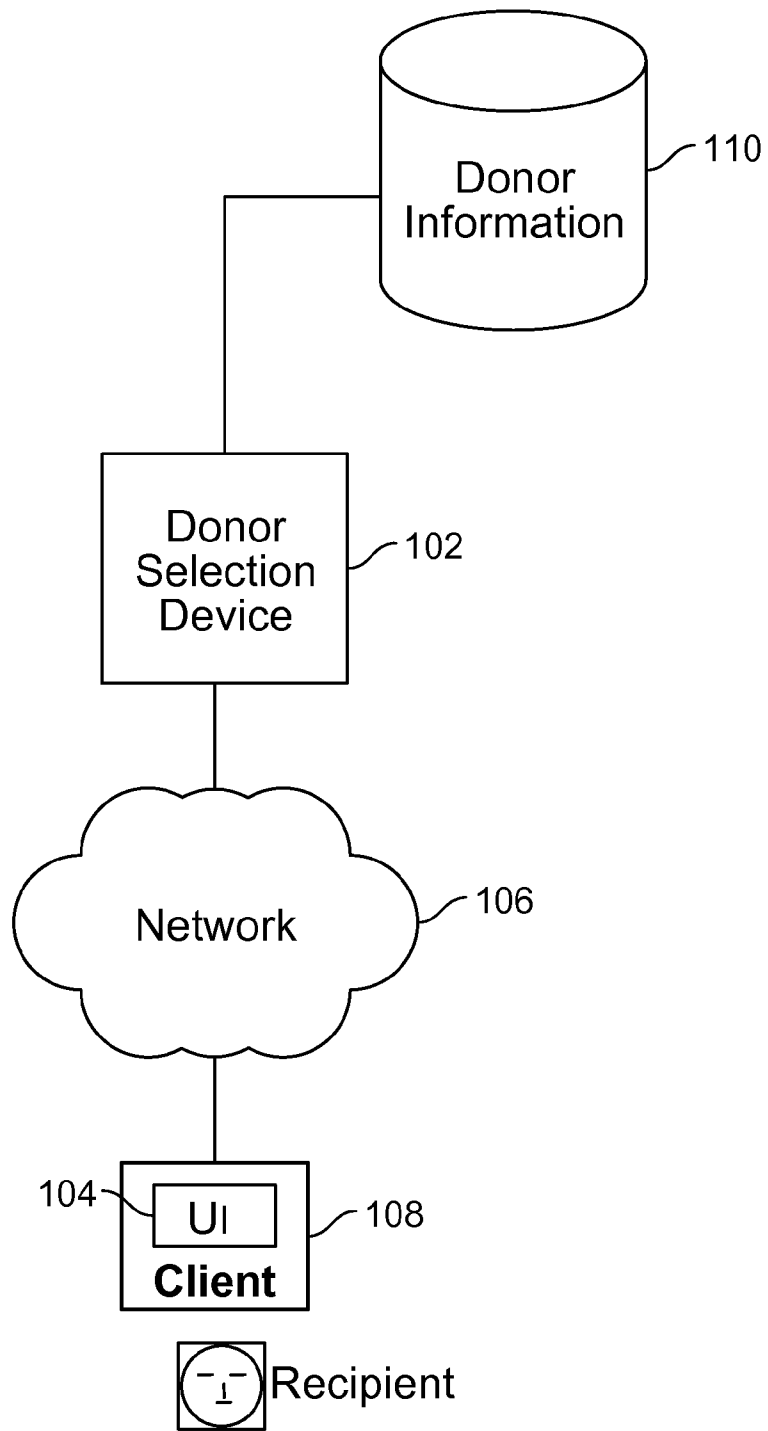 Donor
Information
110
Donor
Selection
Device
102
Network
106
104
UI
108
Client
Recipient